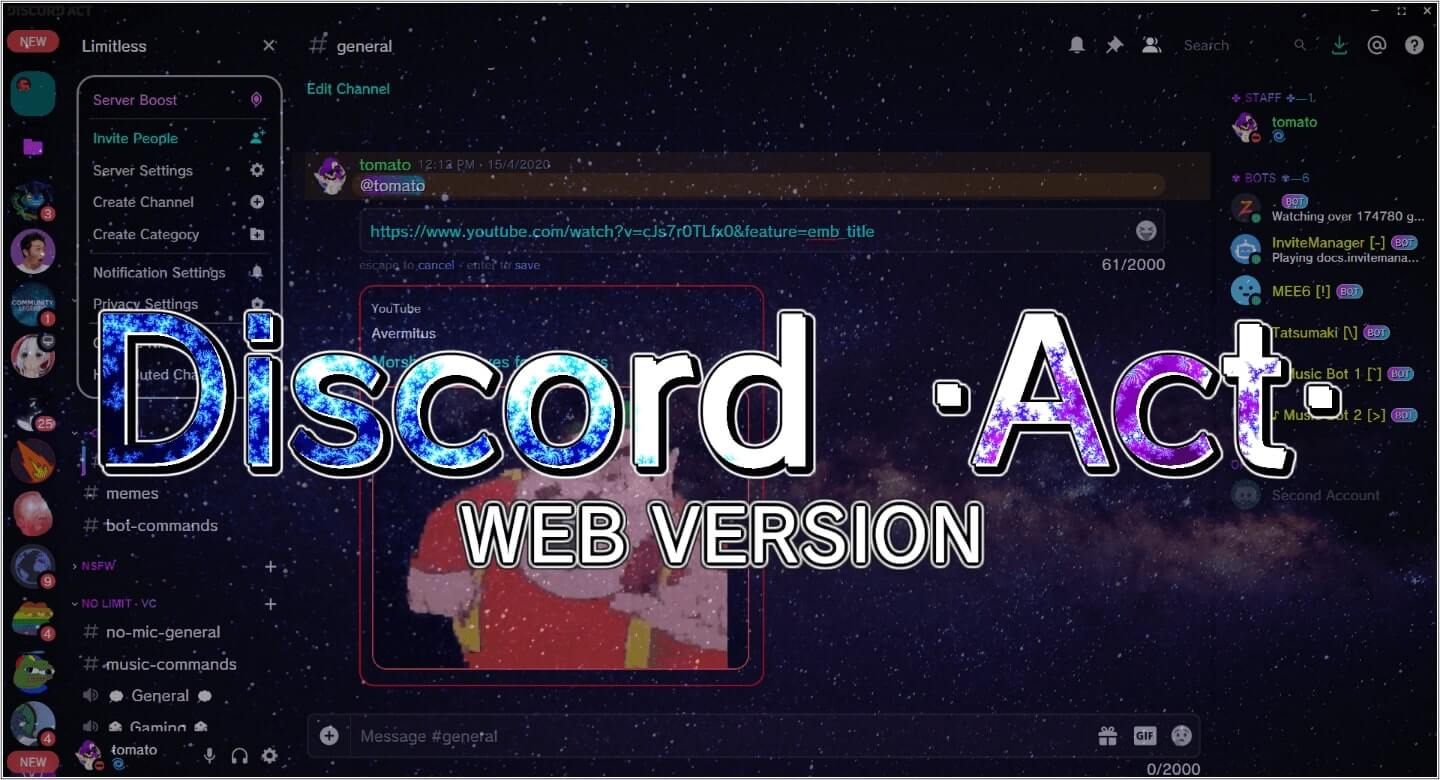 DISCORD ACT
NEW
Limitless
general
Search
Server Boost
Invite People
Server Settings
Create Channel
Create Category
Notification Settings
Privacy Settings
Edit Channel
tomato 12:12 PM · 15/4/2020
@tomato
https://www.youtube.com/watch?v=cJs7r0TLfx0&feature=emb_title
escape to cancel · enter to save
61/2000
YouTube
Avermitus
Discord ·Act·
WEB VERSION
memes
bot-commands
NSFW
NO LIMIT · VC
no-mic-general
music-commands
General
Gaming
tomato
NEW
Message #general
GIF
0/2000
STAFF —1
tomato
BOTS —6
BOT
Watching over 174780 g...
InviteManager [-] BOT
Playing docs.invitemana...
MEE6 [!] BOT
Tatsumaki [\] BOT
Music Bot 1 [`] BOT
Music Bot 2 [>] BOT
Second Account
3
1
25
9
4
4